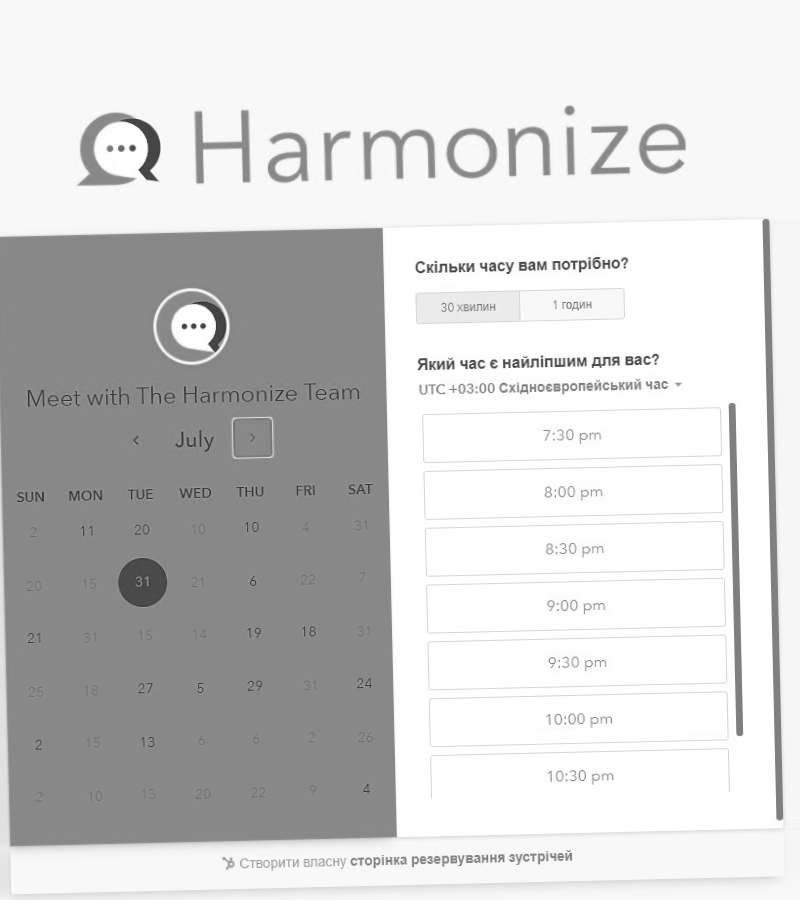 Harmonize
Meet with The Harmonize Team
July
SUN MON TUE WED THU FRI SAT
2 11 20 10 10 4 31
20 15 31 21 6 22 7
21 31 15 14 19 18 31
25 18 27 5 29 31 24
2 15 13 6 6 2 26
2 10 13 20 22 9 4
Скільки часу вам потрібно?
30 хвилин 1 годин
Який час є найліпшим для вас?
UTC +03:00 Східноєвропейський час
7:30 pm
8:00 pm
8:30 pm
9:00 pm
9:30 pm
10:00 pm
10:30 pm
Створити власну сторінка резервування зустрічей